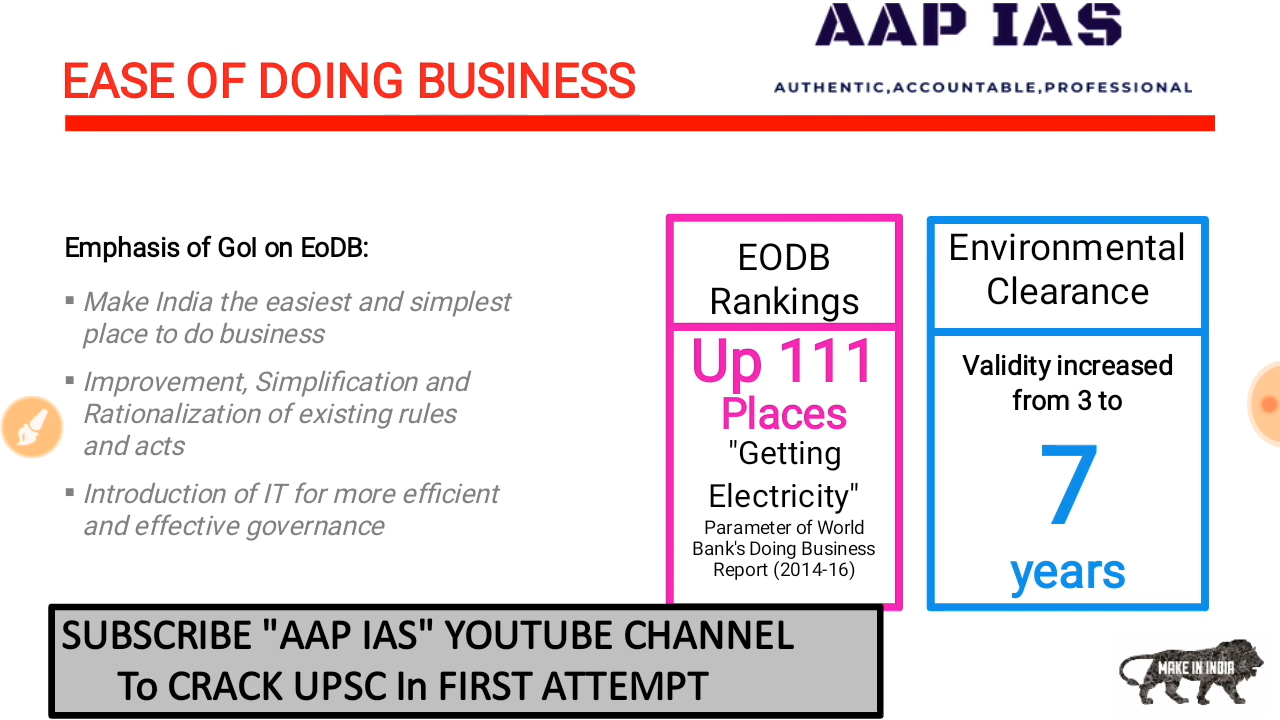 AAP IAS
AUTHENTIC,ACCOUNTABLE,PROFESSIONAL
EASE OF DOING BUSINESS
Emphasis of GoI on EoDB:
▪ Make India the easiest and simplest
place to do business
▪ Improvement, Simplification and
Rationalization of existing rules
and acts
▪ Introduction of IT for more efficient
and effective governance
EODB
Rankings
Up 111
Places
"Getting
Electricity"
Parameter of World
Bank's Doing Business
Report (2014-16)
Environmental
Clearance
Validity increased
from 3 to
7
years
SUBSCRIBE "AAP IAS" YOUTUBE CHANNEL
To CRACK UPSC In FIRST ATTEMPT
MAKE IN INDIA